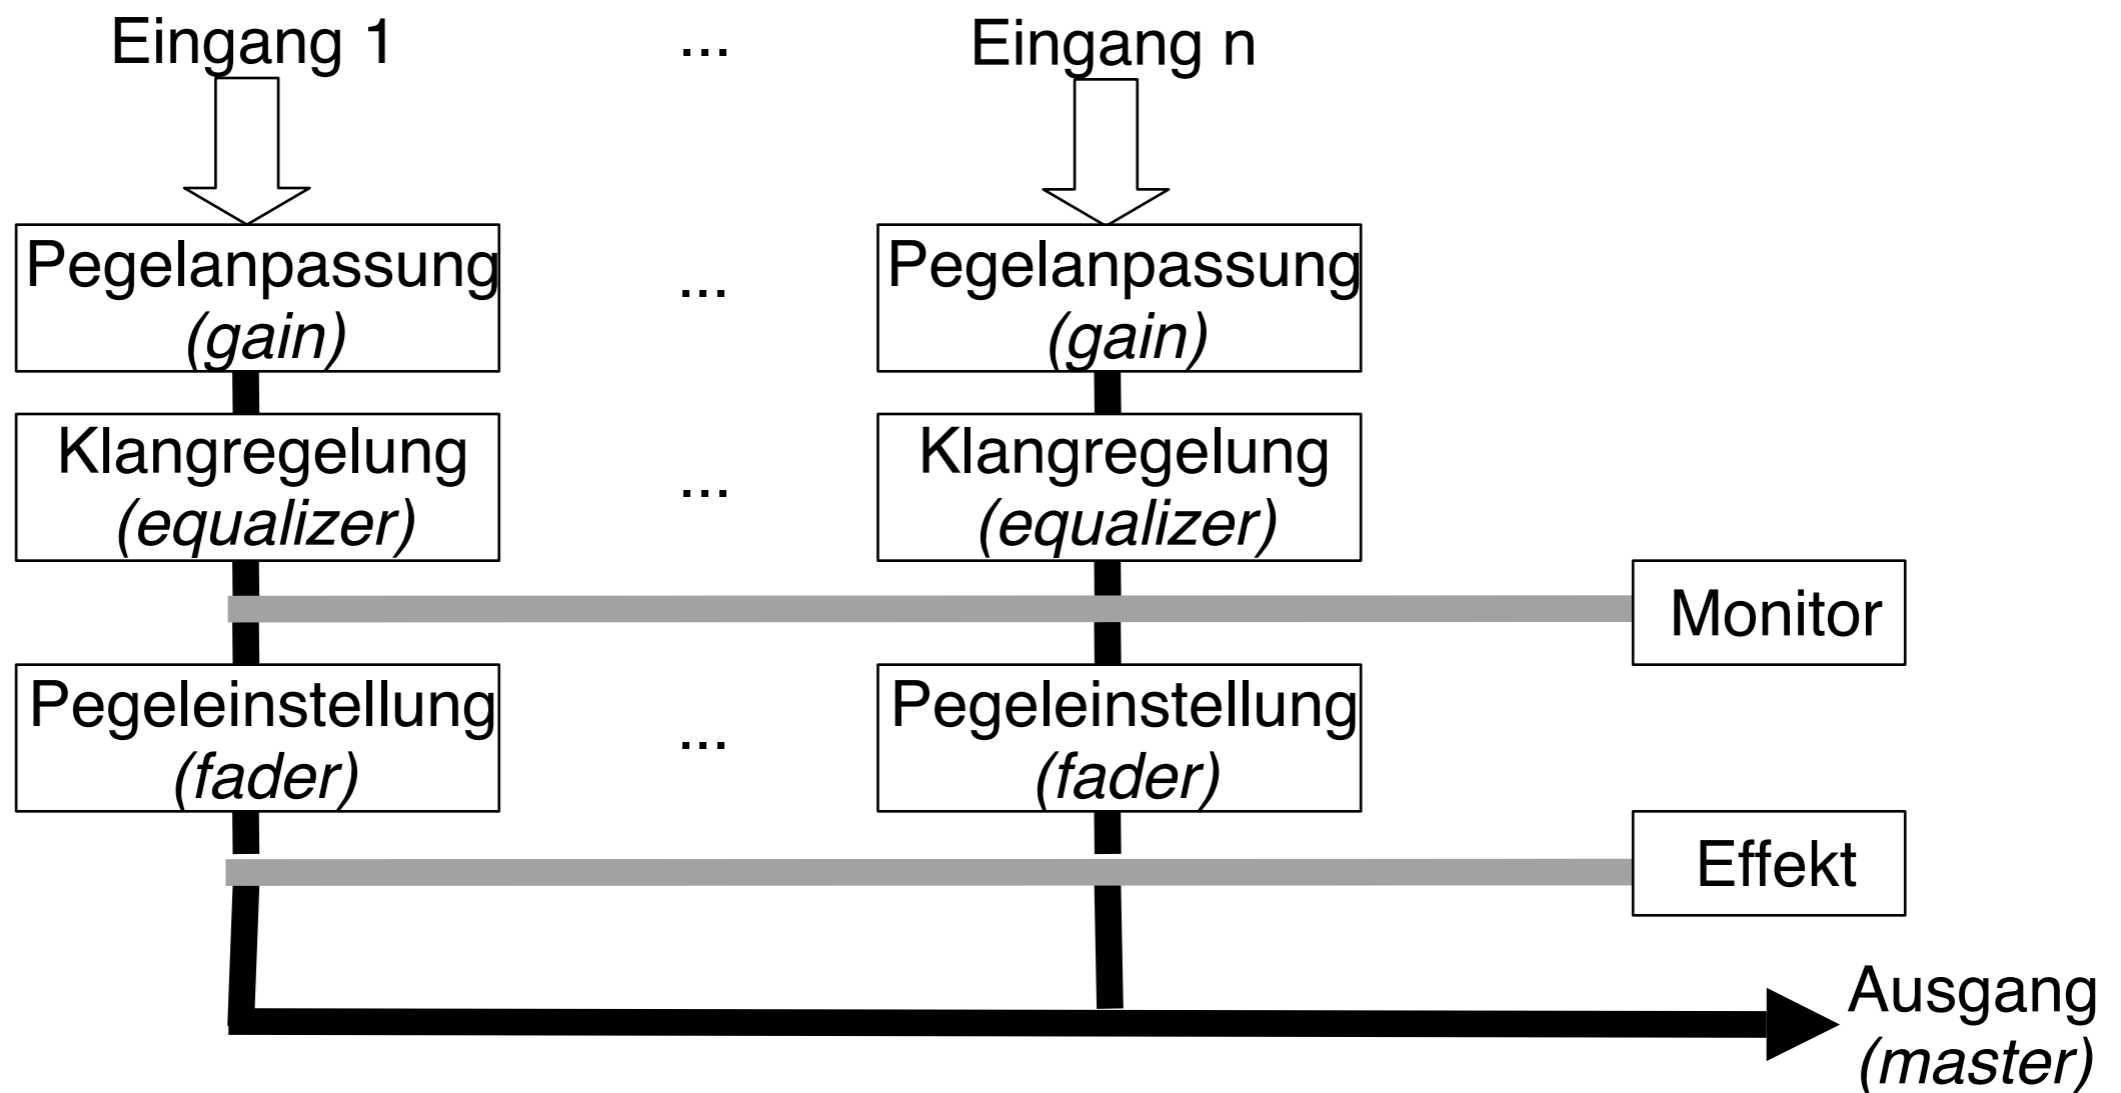 Eingang 1 ... Eingang n
Pegelanpassung ... Pegelanpassung
(gain) (gain)
Klangregelung ... Klangregelung
(equalizer) (equalizer)
Monitor
Pegeleinstellung ... Pegeleinstellung
(fader) (fader)
Effekt
Ausgang
(master)